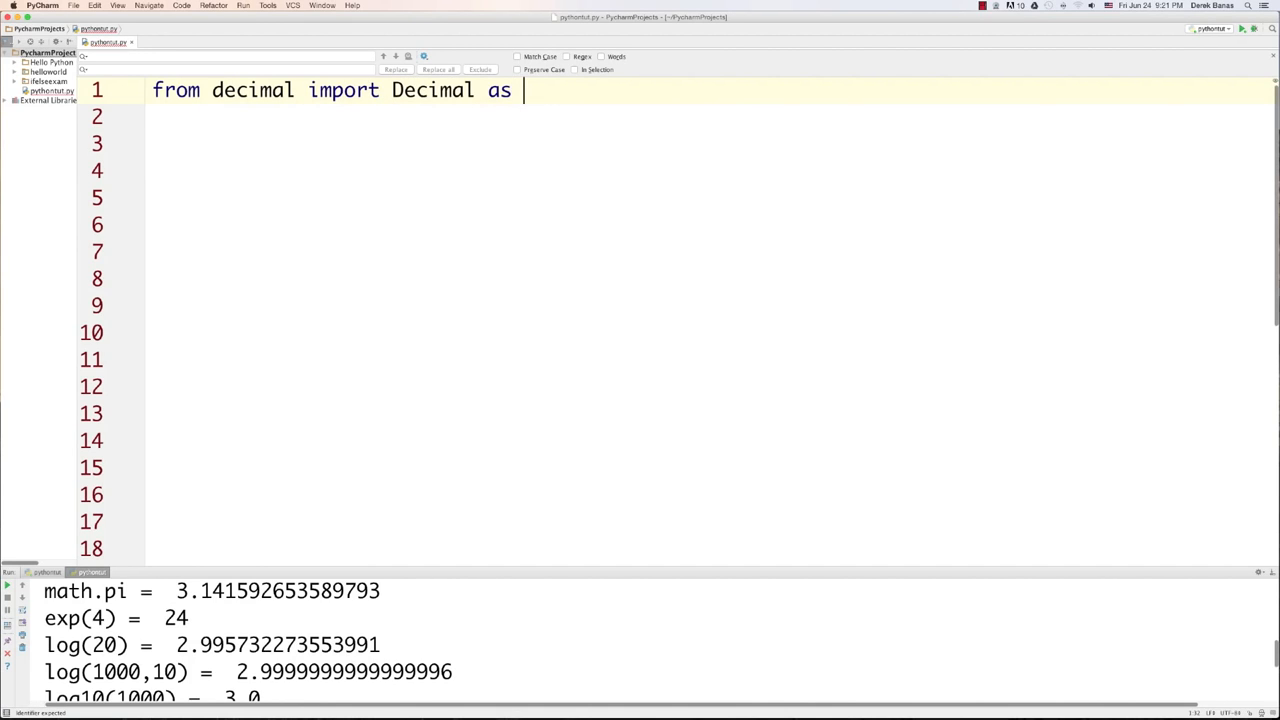 PyCharm File Edit View Navigate Code Refactor Run Tools VCS Window Help 10 Fri Jun 24 9:21 PM Derek Banas
pythontut.py - PycharmProjects - [~/PycharmProjects]
PycharmProjects pythontut.py pythontut
pythontut.py
PycharmProject
Hello Python
helloworld
ifelseexam
pythontut.py
External Librarie
Match Case Regex Words
Replace Replace all Exclude Preserve Case In Selection
1 from decimal import Decimal as
2
3
4
5
6
7
8
9
10
11
12
13
14
15
16
17
18
Run: pythontut pythontut
math.pi = 3.141592653589793
exp(4) = 24
log(20) = 2.995732273553991
log(1000,10) = 2.9999999999999996
log10(1000) = 3.0
Identifier expected 1:32 LF≑ UTF-8≑